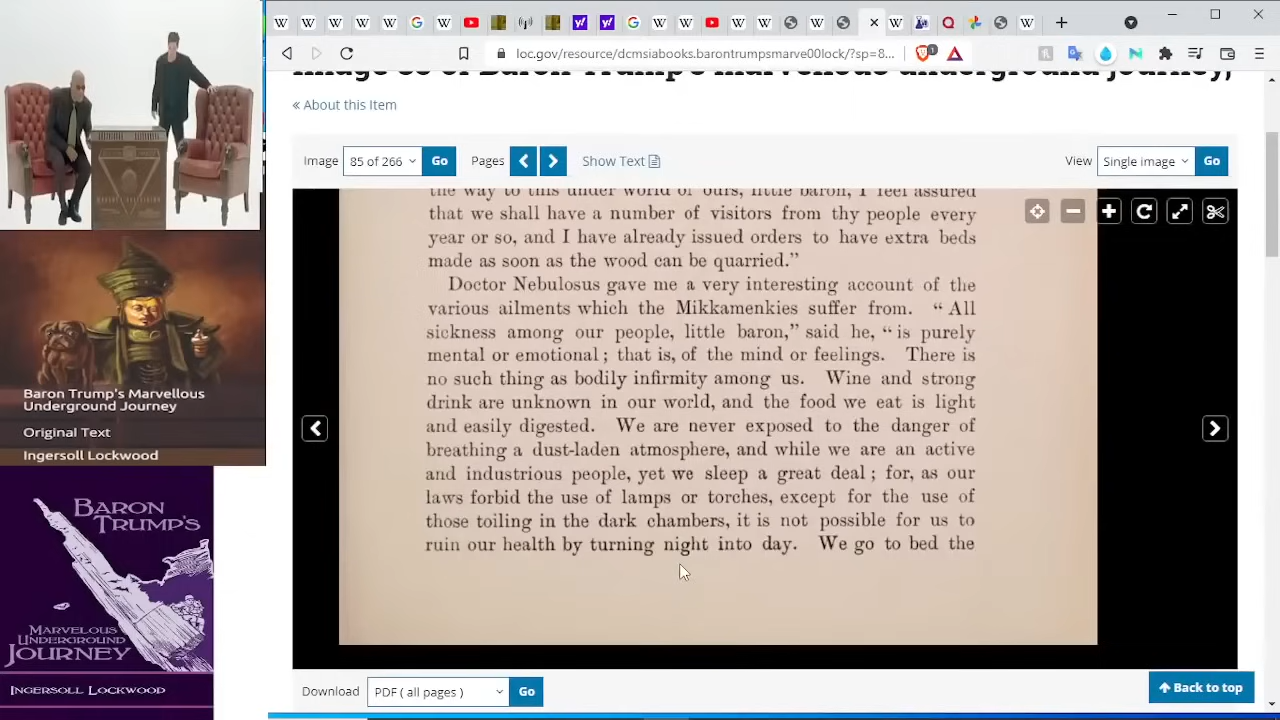 loc.gov/resource/dcmsiabooks.barontrumpsmarve00lock/?sp=8...
1
Image 85 of Baron Trump's marvellous underground journey,
« About this Item
Image 85 of 266 Go Pages Show Text View Single image Go
the way to this under world of ours, little baron, I feel assured
that we shall have a number of visitors from thy people every
year or so, and I have already issued orders to have extra beds
made as soon as the wood can be quarried.”
Doctor Nebulosus gave me a very interesting account of the
various ailments which the Mikkamenkies suffer from. “ All
sickness among our people, little baron,” said he, “ is purely
mental or emotional ; that is, of the mind or feelings. There is
no such thing as bodily infirmity among us. Wine and strong
drink are unknown in our world, and the food we eat is light
and easily digested. We are never exposed to the danger of
breathing a dust-laden atmosphere, and while we are an active
and industrious people, yet we sleep a great deal ; for, as our
laws forbid the use of lamps or torches, except for the use of
those toiling in the dark chambers, it is not possible for us to
ruin our health by turning night into day. We go to bed the
Download PDF ( all pages ) Go
Back to top
Baron Trump's Marvellous
Underground Journey
Original Text
Ingersoll Lockwood
BARON
TRUMP'S
MARVELOUS
UNDERGROUND
JOURNEY
INGERSOLL LOCKWOOD